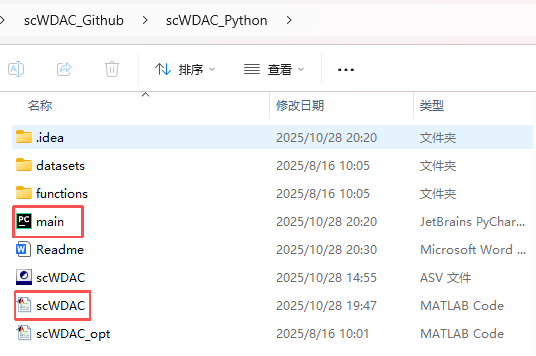 scWDAC_Github > scWDAC_Python >
排序 查看 ...
名称 修改日期 类型
.idea 2025/10/28 20:20 文件夹
datasets 2025/8/16 10:05 文件夹
functions 2025/8/16 10:05 文件夹
main 2025/10/28 20:20 JetBrains PyChar...
Readme 2025/10/28 20:30 Microsoft Word ...
scWDAC 2025/10/28 14:55 ASV 文件
scWDAC 2025/10/28 19:47 MATLAB Code
scWDAC_opt 2025/8/16 10:01 MATLAB Code